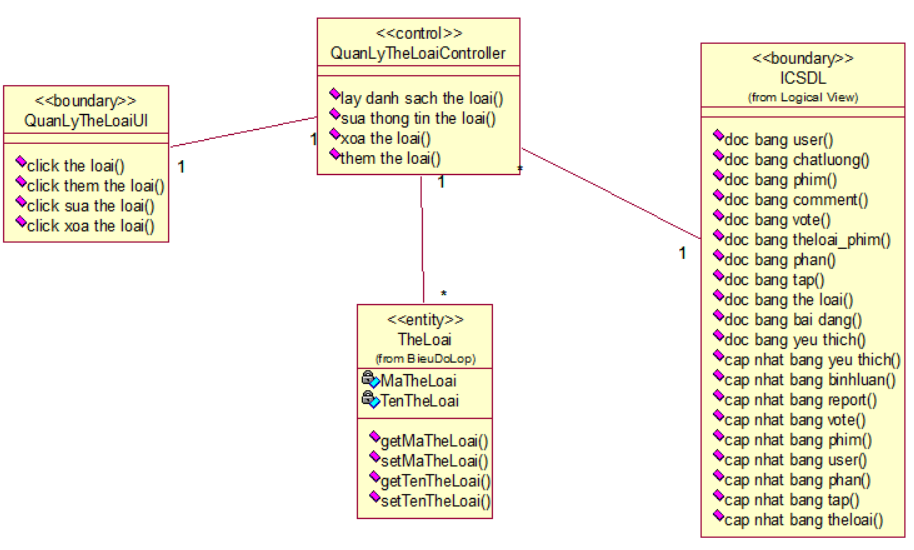 <<boundary>>
QuanLyTheLoaiUI
click the loai()
click them the loai()
click sua the loai()
click xoa the loai()
1
1
<<control>>
QuanLyTheLoaiController
lay danh sach the loai()
sua thong tin the loai()
xoa the loai()
them the loai()
1
*
*
1
<<entity>>
TheLoai
(from BieuDoLop)
MaTheLoai
TenTheLoai
getMaTheLoai()
setMaTheLoai()
getTenTheLoai()
setTenTheLoai()
<<boundary>>
ICSDL
(from Logical View)
doc bang user()
doc bang chatluong()
doc bang phim()
doc bang comment()
doc bang vote()
doc bang theloai_phim()
doc bang phan()
doc bang tap()
doc bang the loai()
doc bang bai dang()
doc bang yeu thich()
cap nhat bang yeu thich()
cap nhat bang binhluan()
cap nhat bang report()
cap nhat bang vote()
cap nhat bang phim()
cap nhat bang user()
cap nhat bang phan()
cap nhat bang tap()
cap nhat bang theloai()